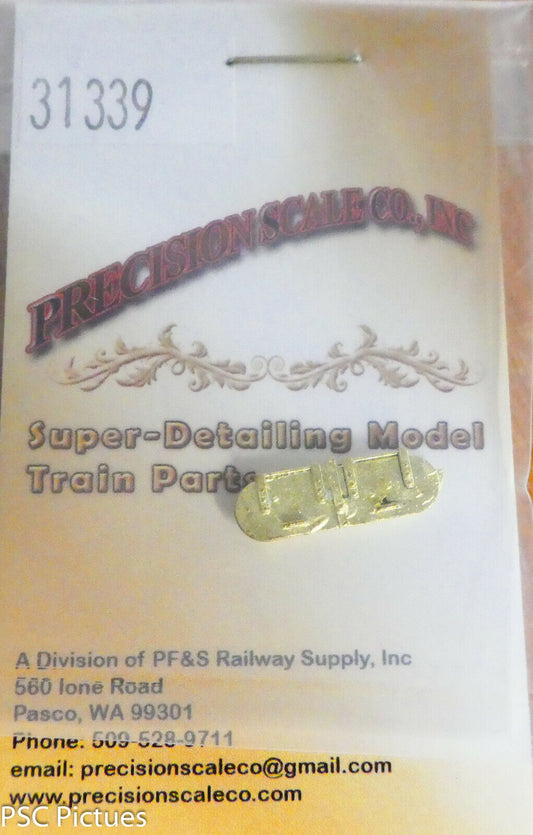 31339
PRECISION SCALE CO., INC
Super-Detailing Model
Train Parts
A Division of PF&S Railway Supply, Inc
560 Ione Road
Pasco, WA 99301
Phone: 509-528-9711
email: precisionscaleco@gmail.com
www.precisionscaleco.com
PSC Pictues